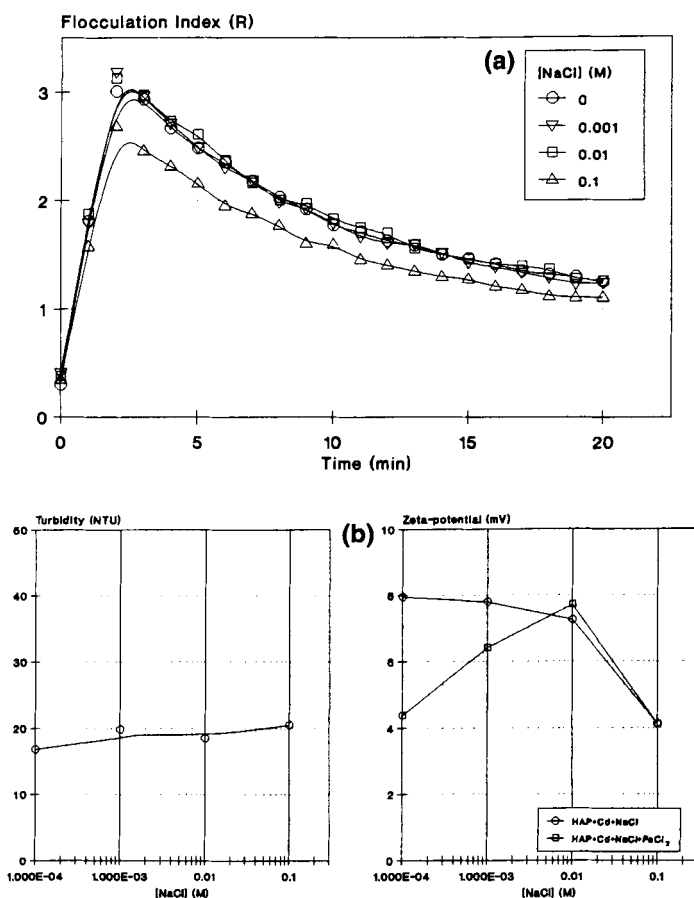 Flocculation Index (R)
(a)
[NaCl] (M)
0
0.001
0.01
0.1
3
2
1
0
0 5 10 15 20
Time (min)
(b)
Turbidity (NTU)
60
40
30
20
10
0
1.000E-04 1.000E-03 0.01 0.1
[NaCl] (M)
Zeta-potential (mV)
10
8
6
4
2
0
HAP+Cd+NaCl
HAP+Cd+NaCl+FeCl
1.000E-04 1.000E-03 0.01 0.1
[NaCl] (M)